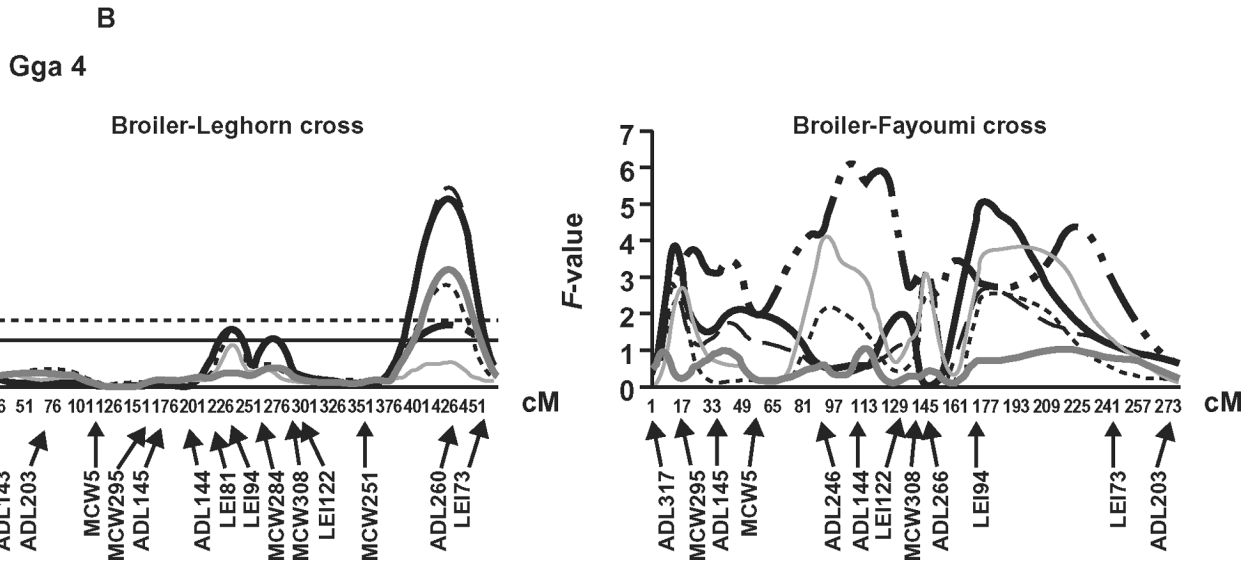 B
Gga 4
Broiler-Leghorn cross
6 51 76 101 126 151 176 201 226 251 276 301 326 351 376 401 426 451 cM
ADL143
ADL203
MCW5
MCW295
ADL145
ADL144
LEI81
LEI94
MCW284
MCW308
LEI122
MCW251
ADL260
LEI73
Broiler-Fayoumi cross
F-value
7
6
5
4
3
2
1
0
1 17 33 49 65 81 97 113 129 145 161 177 193 209 225 241 257 273 cM
ADL317
MCW295
ADL145
MCW5
ADL246
ADL144
LEI122
MCW308
ADL266
LEI94
LEI73
ADL203